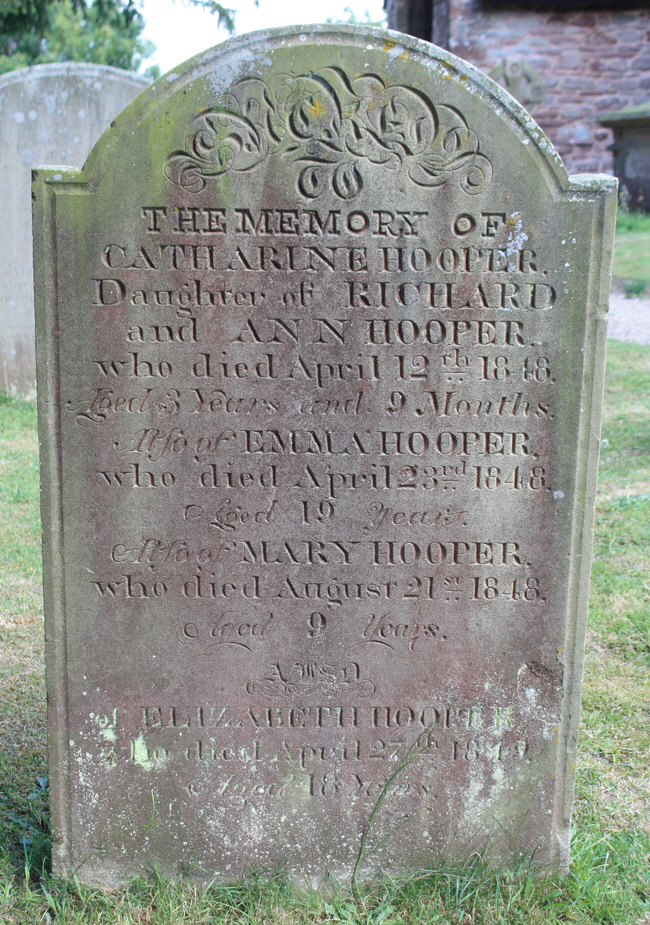 SACRED
TO
THE MEMORY OF
CATHARINE HOOPER,
Daughter of RICHARD
and ANN HOOPER.
who died April 12th 1848.
Aged 3 Years and 9 Months.
Also of EMMA HOOPER,
who died April 23rd 1848.
Aged 19 Years.
Also of MARY HOOPER.
who died August 21st 1848.
Aged 9 Years.
ALSO
of ELIZABETH HOOPER
who died April 27th 1849.
Aged 18 Years.